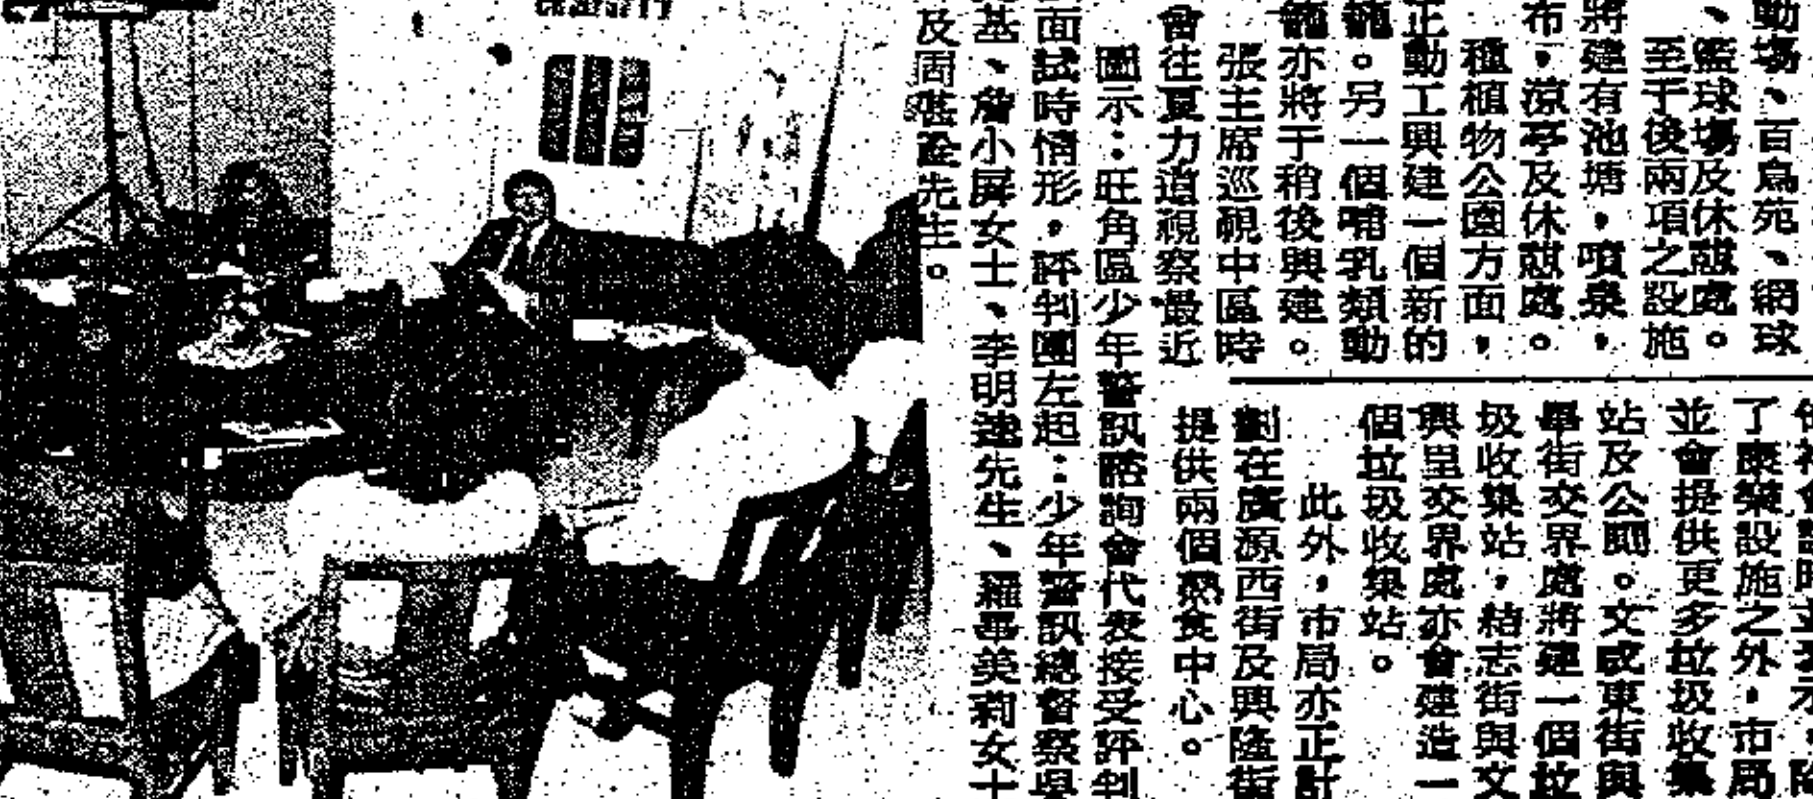 動場、百鳥苑、網球
、籃球場及休憇處。
至于後兩項之設施
將建有池塘，噴泉，
布，涼亭及休憇處。
種植物公園方面，
正動工興建一個新的
籠。另一個哺乳類動
籠亦將于稍後興建。
張主席巡視中區時
會往夏力道視察最近
了康樂設施之外，市局
並會提供更多垃圾收集
站及公厠。文咸東街與
畢街交界處將建一個垃
圾收集站，結志街與文
興里交界處亦會建造一
個垃圾收集站。
此外，市局亦正計
劃在廣源西街及興隆街
提供兩個熟食中心。
圖示：旺角區少年警訊諮詢會代表接受評判
面試時情形，評判團左起：少年警訊總督察吳
基、詹小屏女士、李明逵先生、羅畢美莉女士
及周先生。